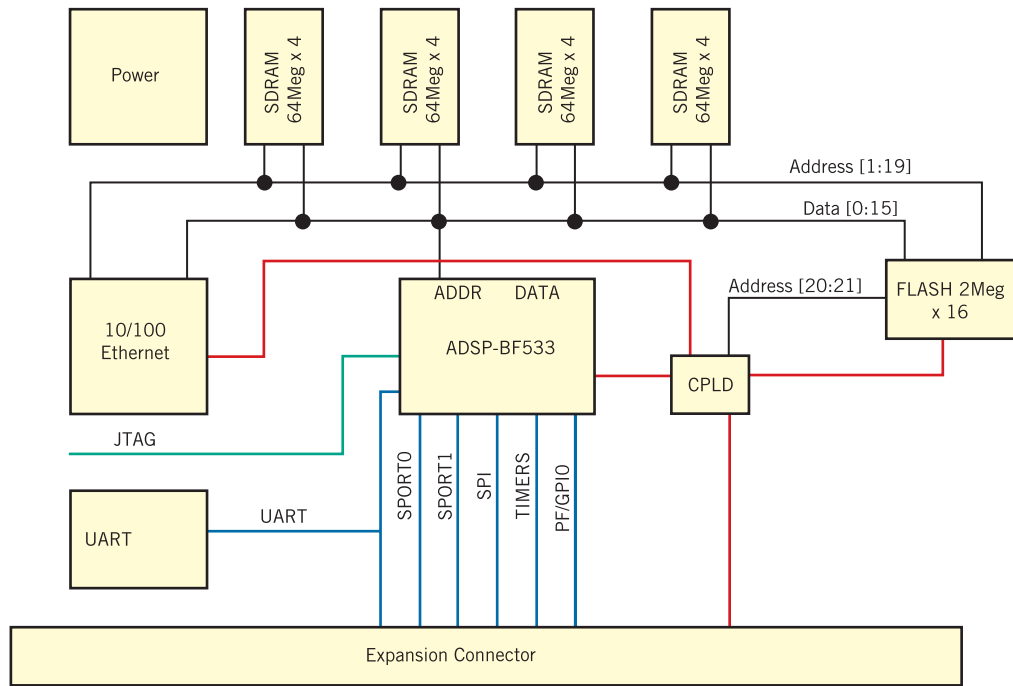 Power
SDRAM
64Meg x 4
SDRAM
64Meg x 4
SDRAM
64Meg x 4
SDRAM
64Meg x 4
Address [1:19]
Data [0:15]
10/100
Ethernet
ADDR DATA
ADSP-BF533
Address [20:21]
FLASH 2Meg
x 16
CPLD
JTAG
UART
UART
SPORT0
SPORT1
SPI
TIMERS
PF/GPI0
Expansion Connector